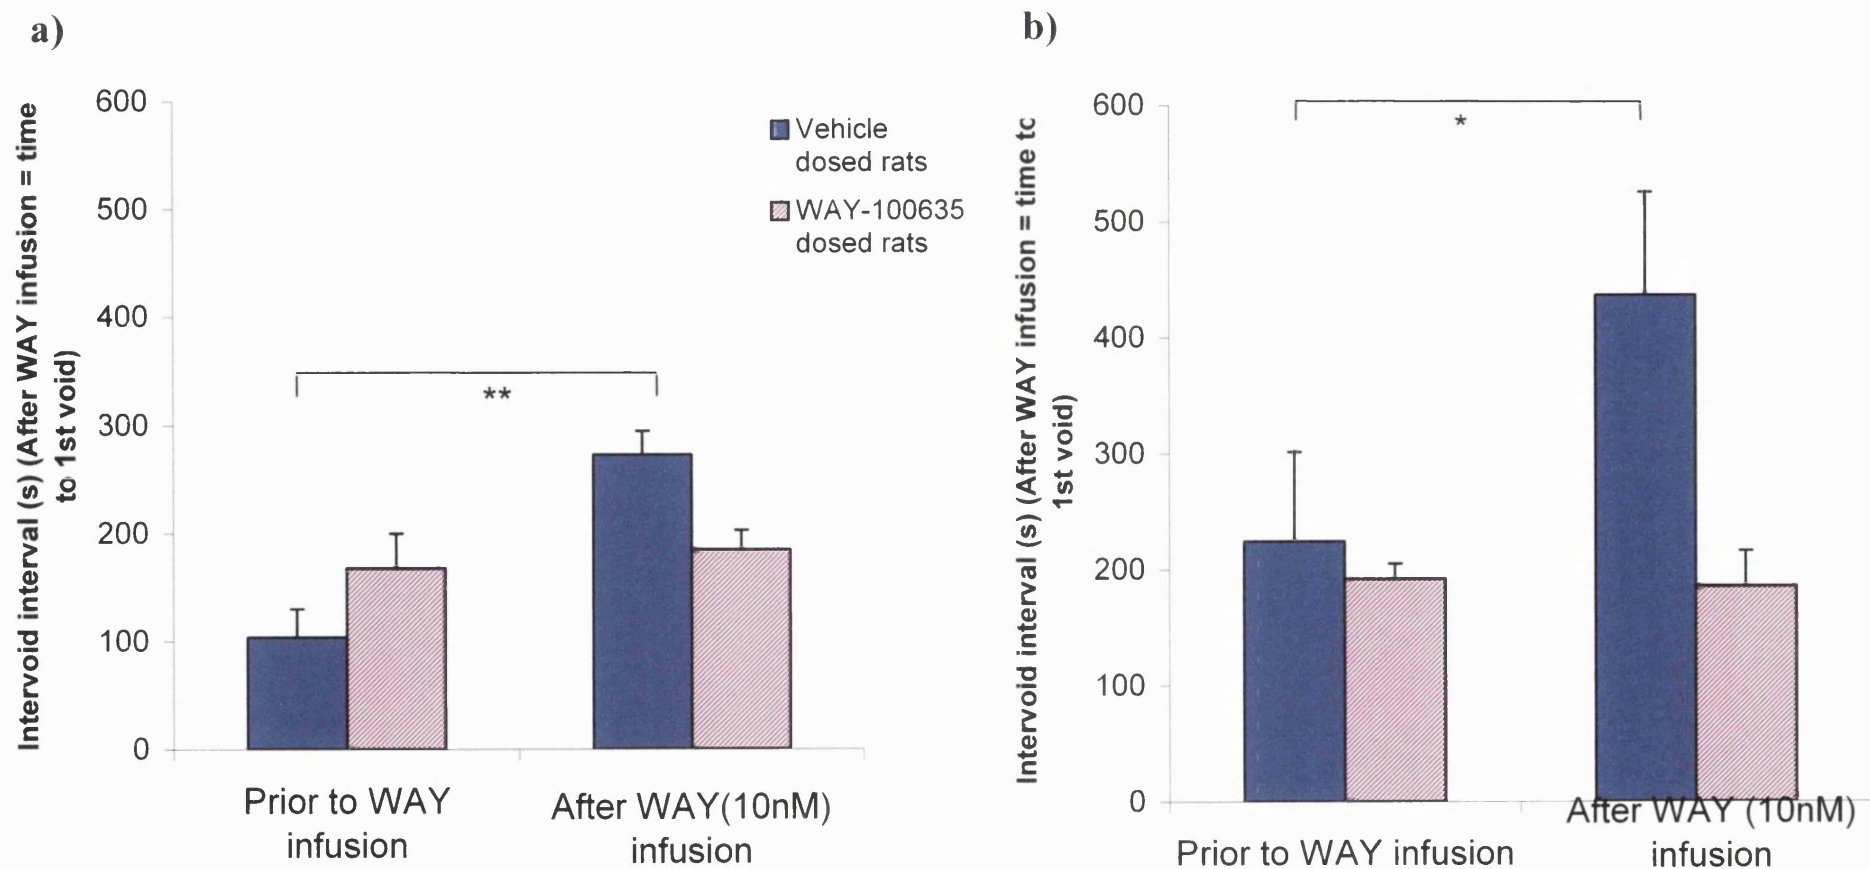 a)
Intervoid interval (s) (After WAY infusion = time
to 1st void)
600
500
400
300
200
100
0
**
Vehicle
dosed rats
WAY-100635
dosed rats
Prior to WAY
infusion
After WAY(10nM)
infusion
b)
Intervoid interval (s) (After WAY infusion = time tc
1st void)
600
500
400
300
200
100
0
*
Prior to WAY infusion
After WAY (10nM)
infusion